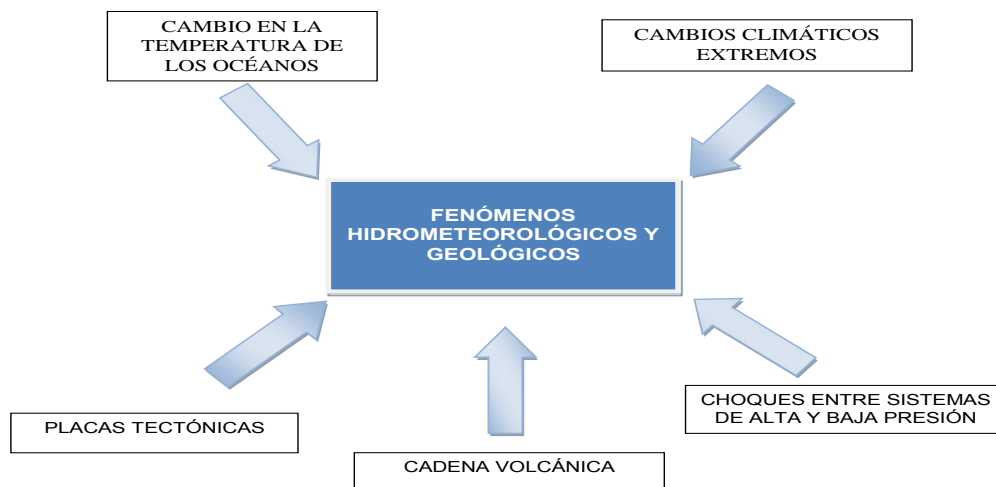 CAMBIO EN LA
TEMPERATURA DE
LOS OCÉANOS
CAMBIOS CLIMÁTICOS
EXTREMOS
FENÓMENOS
HIDROMETEOROLÓGICOS Y
GEOLÓGICOS
PLACAS TECTÓNICAS
CADENA VOLCÁNICA
CHOQUES ENTRE SISTEMAS
DE ALTA Y BAJA PRESIÓN